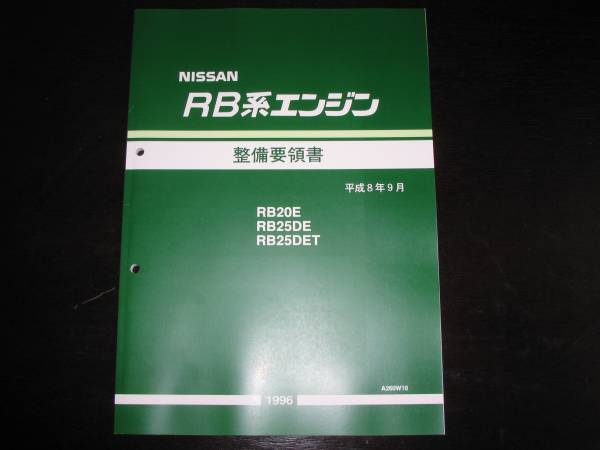 NISSAN
RB系エンジン
整備要領書
平成8年9月
RB20E
RB25DE
RB25DET
A260W10
1996